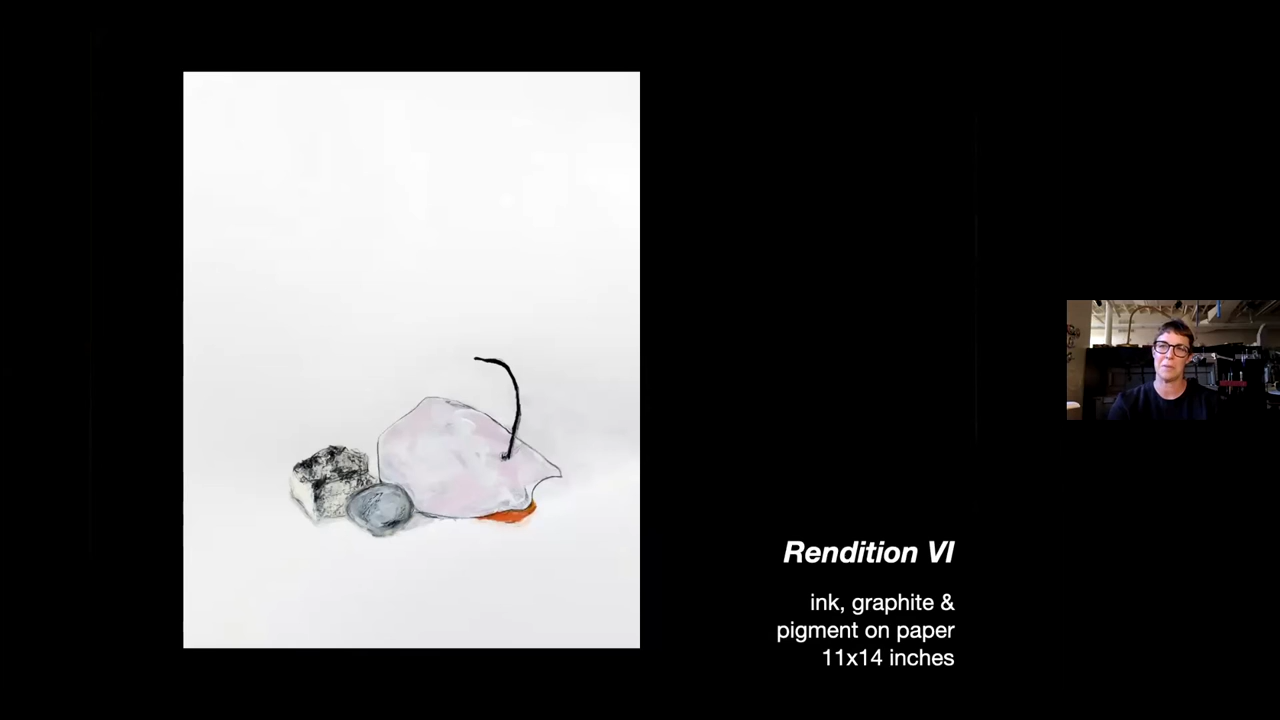 Rendition VI
ink, graphite &
pigment on paper
11x14 inches